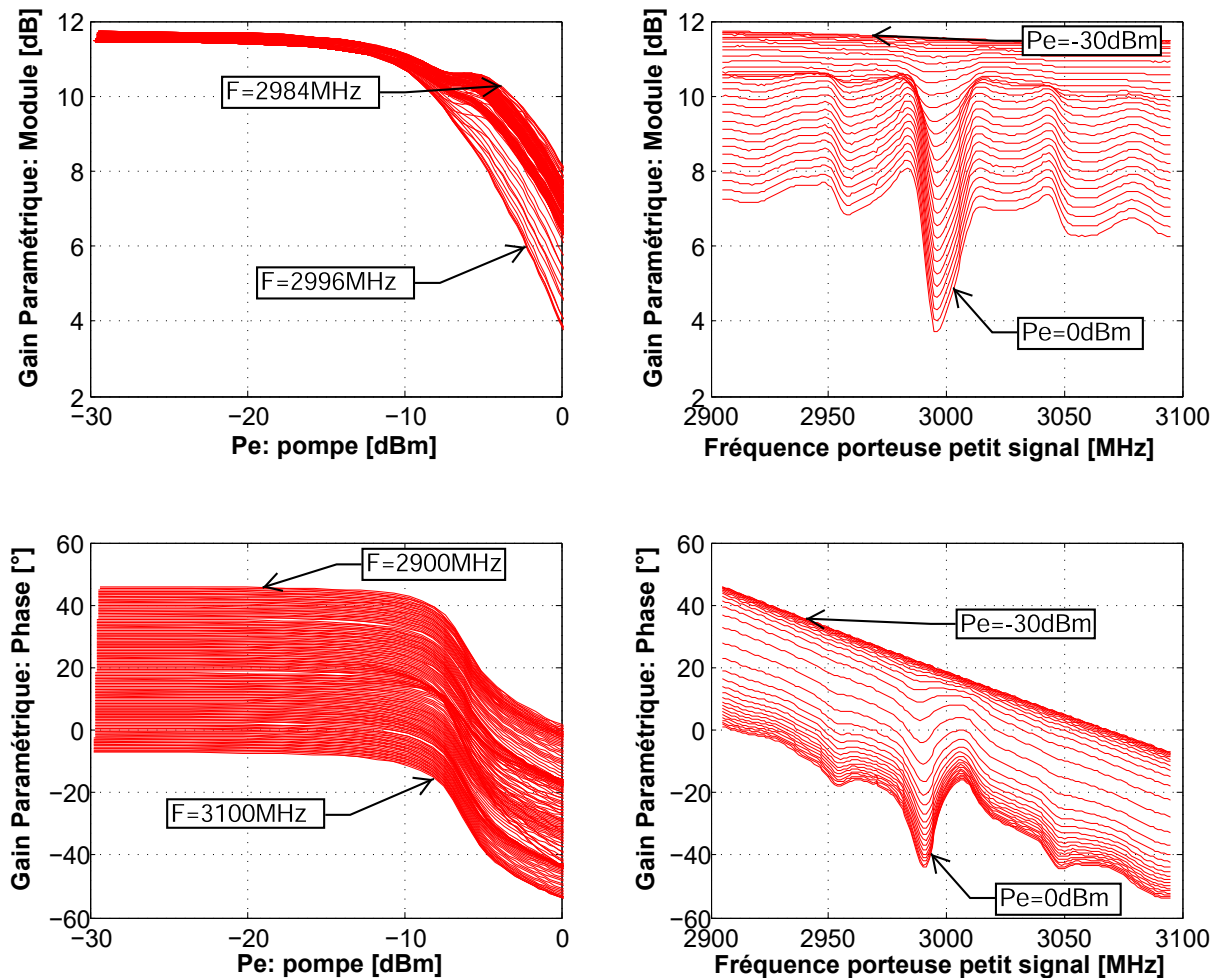 Gain Paramétrique: Module [dB]
12
10
8
6
4
2
−30
−20
−10
0
Pe: pompe [dBm]
F=2984MHz
F=2996MHz
Gain Paramétrique: Module [dB]
12
10
8
6
4
2
2900
2950
3000
3050
3100
Fréquence porteuse petit signal [MHz]
Pe=-30dBm
Pe=0dBm
Gain Paramétrique: Phase [°]
60
40
20
0
−20
−40
−60
−30
−20
−10
0
Pe: pompe [dBm]
F=2900MHz
F=3100MHz
Gain Paramétrique: Phase [°]
60
40
20
0
−20
−40
−60
2900
2950
3000
3050
3100
Fréquence porteuse petit signal [MHz]
Pe=-30dBm
Pe=0dBm